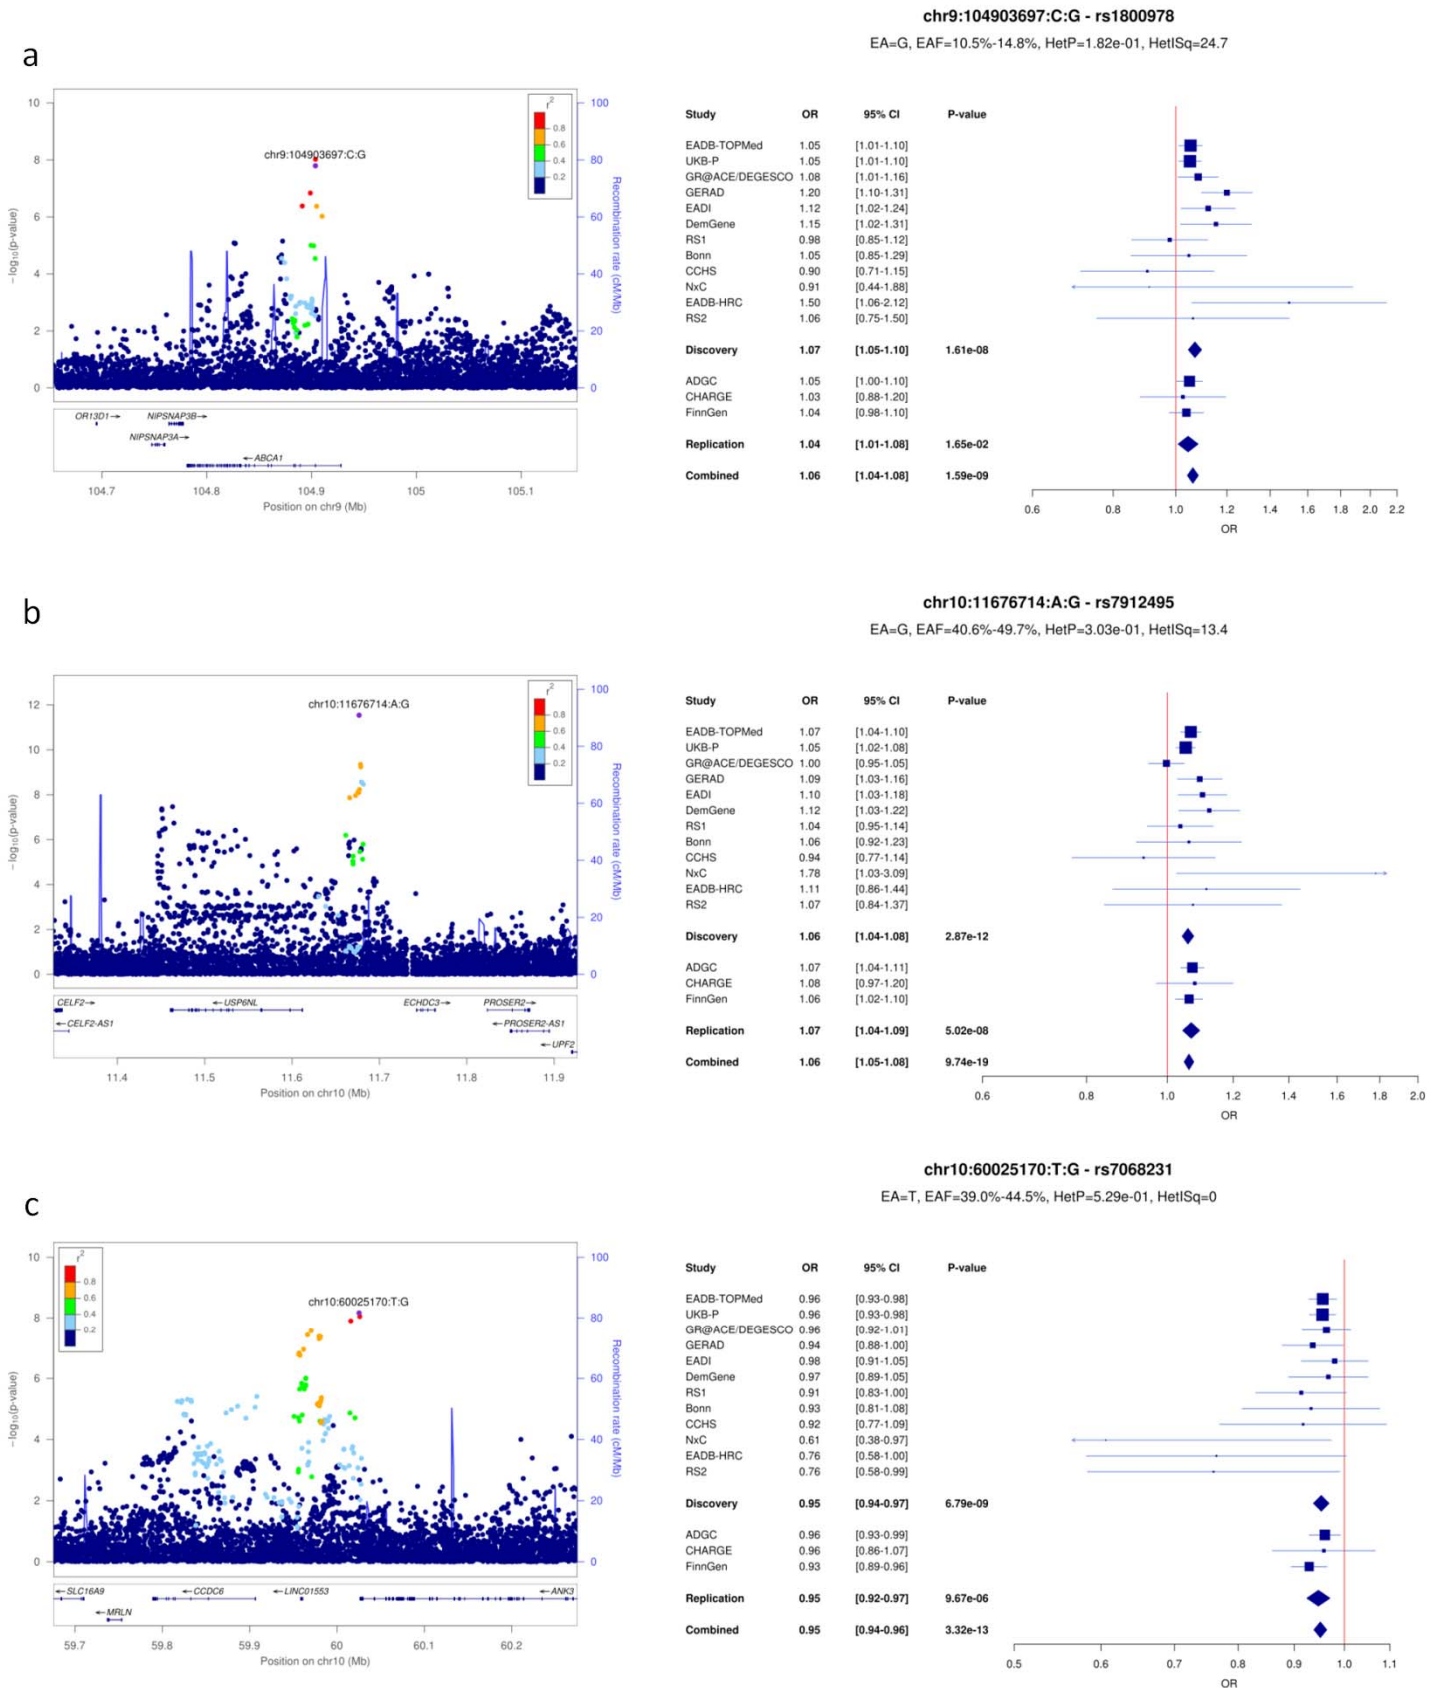 a
chr9:104903697:C:G - rs1800978
EA=G, EAF=10.5%-14.8%, HetP=1.82e-01, HetISq=24.7
10
8
6
4
2
0
−log10(p-value)
chr9:104903697:C:G
r2
0.8
0.6
0.4
0.2
100
80
60
40
20
0
Recombination rate (cM/Mb)
OR13D1→ NIPSNAP3B→
NIPSNAP3A→
←ABCA1
104.7 104.8 104.9 105 105.1
Position on chr9 (Mb)
Study OR 95% CI P-value
EADB-TOPMed 1.05 [1.01-1.10]
UKB-P 1.05 [1.01-1.10]
GR@ACE/DEGESCO 1.08 [1.01-1.16]
GERAD 1.20 [1.10-1.31]
EADI 1.12 [1.02-1.24]
DemGene 1.15 [1.02-1.31]
RS1 0.98 [0.85-1.12]
Bonn 1.05 [0.85-1.29]
CCHS 0.90 [0.71-1.15]
NxC 0.91 [0.44-1.88]
EADB-HRC 1.50 [1.06-2.12]
RS2 1.06 [0.75-1.50]
Discovery 1.07 [1.05-1.10] 1.61e-08
ADGC 1.05 [1.00-1.10]
CHARGE 1.03 [0.88-1.20]
FinnGen 1.04 [0.98-1.10]
Replication 1.04 [1.01-1.08] 1.65e-02
Combined 1.06 [1.04-1.08] 1.59e-09
0.6 0.8 1.0 1.2 1.4 1.6 1.8 2.0 2.2
OR
b
chr10:11676714:A:G - rs7912495
EA=G, EAF=40.6%-49.7%, HetP=3.03e-01, HetISq=13.4
12
10
8
6
4
2
0
−log10(p-value)
chr10:11676714:A:G
r2
0.8
0.6
0.4
0.2
100
80
60
40
20
0
Recombination rate (cM/Mb)
CELF2→ ←USP6NL ECHDC3→ PROSER2→
←CELF2-AS1 ←PROSER2-AS1
←UPF2
11.4 11.5 11.6 11.7 11.8 11.9
Position on chr10 (Mb)
Study OR 95% CI P-value
EADB-TOPMed 1.07 [1.04-1.10]
UKB-P 1.05 [1.02-1.08]
GR@ACE/DEGESCO 1.00 [0.95-1.05]
GERAD 1.09 [1.03-1.16]
EADI 1.10 [1.03-1.18]
DemGene 1.12 [1.03-1.22]
RS1 1.04 [0.95-1.14]
Bonn 1.06 [0.92-1.23]
CCHS 0.94 [0.77-1.14]
NxC 1.78 [1.03-3.09]
EADB-HRC 1.11 [0.86-1.44]
RS2 1.07 [0.84-1.37]
Discovery 1.06 [1.04-1.08] 2.87e-12
ADGC 1.07 [1.04-1.11]
CHARGE 1.08 [0.97-1.20]
FinnGen 1.06 [1.02-1.10]
Replication 1.07 [1.04-1.09] 5.02e-08
Combined 1.06 [1.05-1.08] 9.74e-19
0.6 0.8 1.0 1.2 1.4 1.6 1.8 2.0
OR
c
chr10:60025170:T:G - rs7068231
EA=T, EAF=39.0%-44.5%, HetP=5.29e-01, HetISq=0
10
8
6
4
2
0
−log10(p-value)
r2
0.8
0.6
0.4
0.2
chr10:60025170:T:G
100
80
60
40
20
0
Recombination rate (cM/Mb)
←SLC16A9 ←CCDC6 ←LINC01553 ←ANK3
←MRLN
59.7 59.8 59.9 60 60.1 60.2
Position on chr10 (Mb)
Study OR 95% CI P-value
EADB-TOPMed 0.96 [0.93-0.98]
UKB-P 0.96 [0.93-0.98]
GR@ACE/DEGESCO 0.96 [0.92-1.01]
GERAD 0.94 [0.88-1.00]
EADI 0.98 [0.91-1.05]
DemGene 0.97 [0.89-1.05]
RS1 0.91 [0.83-1.00]
Bonn 0.93 [0.81-1.08]
CCHS 0.92 [0.77-1.09]
NxC 0.61 [0.38-0.97]
EADB-HRC 0.76 [0.58-1.00]
RS2 0.76 [0.58-0.99]
Discovery 0.95 [0.94-0.97] 6.79e-09
ADGC 0.96 [0.93-0.99]
CHARGE 0.96 [0.86-1.07]
FinnGen 0.93 [0.89-0.96]
Replication 0.95 [0.92-0.97] 9.67e-06
Combined 0.95 [0.94-0.96] 3.32e-13
0.5 0.6 0.7 0.8 0.9 1.0 1.1
OR